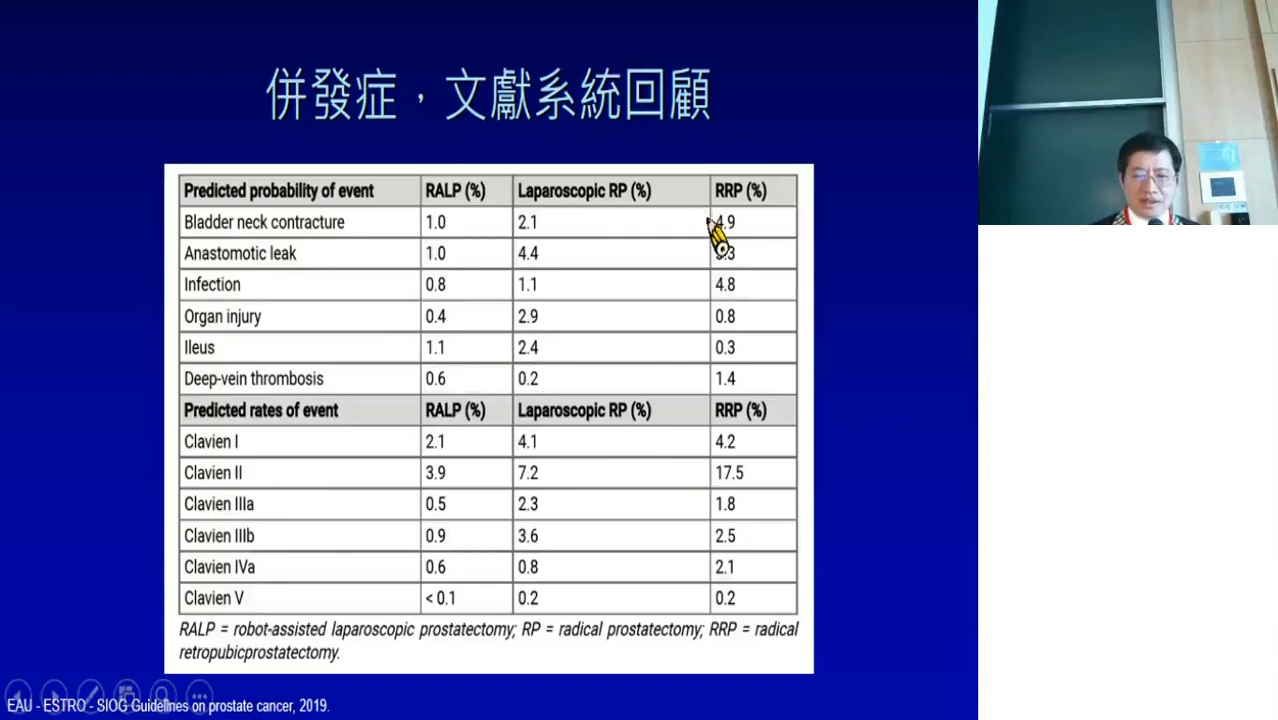 併發症，文獻系統回顧
Predicted probability of event RALP (%) Laparoscopic RP (%) RRP (%)
Bladder neck contracture 1.0 2.1 4.9
Anastomotic leak 1.0 4.4
Infection 0.8 1.1 4.8
Organ injury 0.4 2.9 0.8
Ileus 1.1 2.4 0.3
Deep-vein thrombosis 0.6 0.2 1.4
Predicted rates of event RALP (%) Laparoscopic RP (%) RRP (%)
Clavien I 2.1 4.1 4.2
Clavien II 3.9 7.2 17.5
Clavien IIIa 0.5 2.3 1.8
Clavien IIIb 0.9 3.6 2.5
Clavien IVa 0.6 0.8 2.1
Clavien V < 0.1 0.2 0.2
RALP = robot-assisted laparoscopic prostatectomy; RP = radical prostatectomy; RRP = radical
retropubicprostatectomy.
EAU - ESTRO - SIOG Guidelines on prostate cancer, 2019.